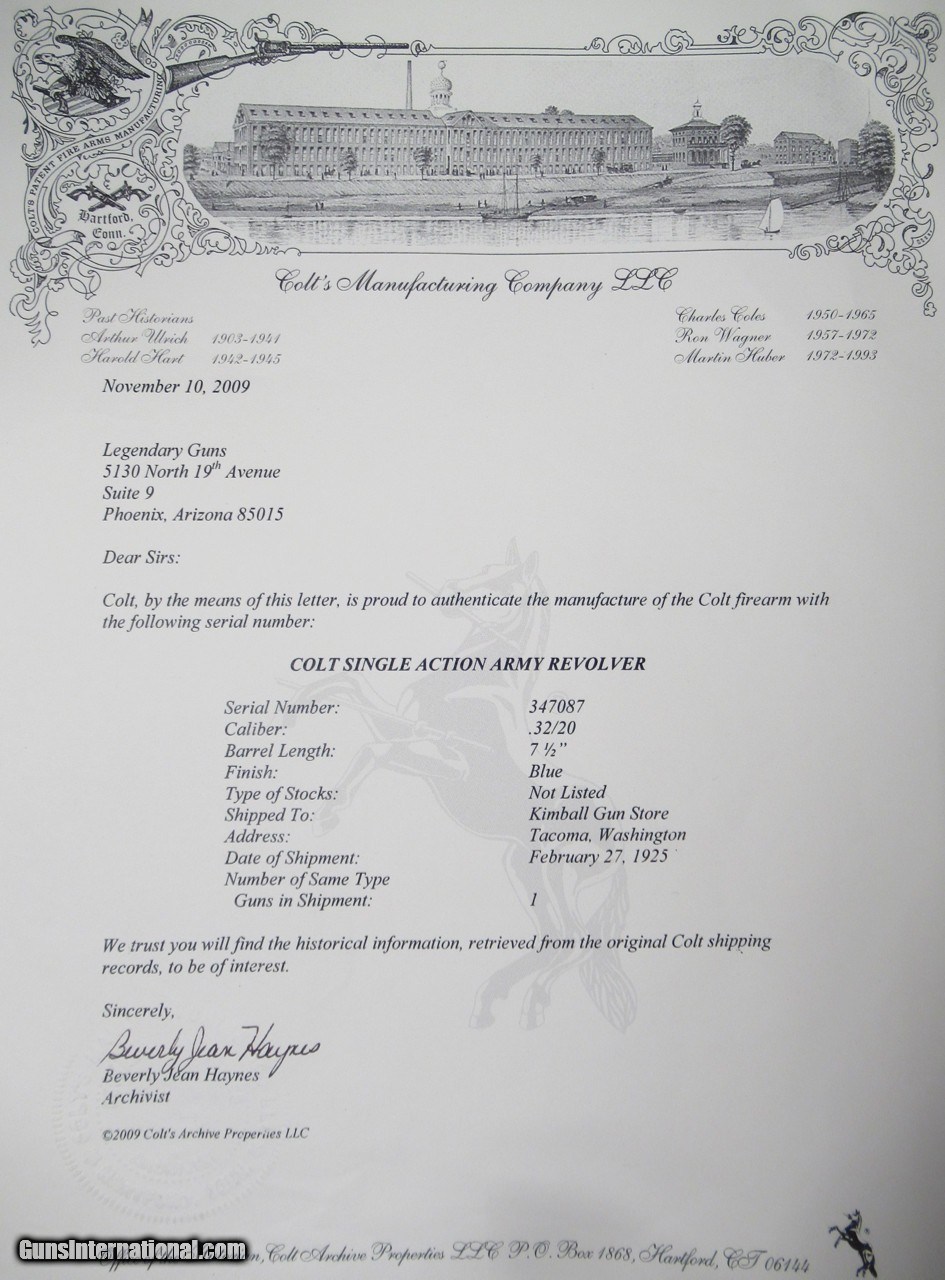 COLT'S PATENT FIRE ARMS MANUFACTURING CO
Hartford,
Conn.
Colt's Manufacturing Company LLC
Past Historians
Arthur Ulrich 1903-1941
Harold Hart 1942-1945
Charles Coles 1950-1965
Ron Wagner 1957-1972
Martin Huber 1972-1993
November 10, 2009
Legendary Guns
5130 North 19th Avenue
Suite 9
Phoenix, Arizona 85015
Dear Sirs:
Colt, by the means of this letter, is proud to authenticate the manufacture of the Colt firearm with
the following serial number:
COLT SINGLE ACTION ARMY REVOLVER
Serial Number: 347087
Caliber: .32/20
Barrel Length: 7 ½”
Finish: Blue
Type of Stocks: Not Listed
Shipped To: Kimball Gun Store
Address: Tacoma, Washington
Date of Shipment: February 27, 1925
Number of Same Type
Guns in Shipment: 1
We trust you will find the historical information, retrieved from the original Colt shipping
records, to be of interest.
Sincerely,
Beverly Jean Haynes
Beverly Jean Haynes
Archivist
©2009 Colt's Archive Properties LLC
GunsInternational.com
Colt Archive Properties LLC P.O. Box 1868, Hartford, CT 06144